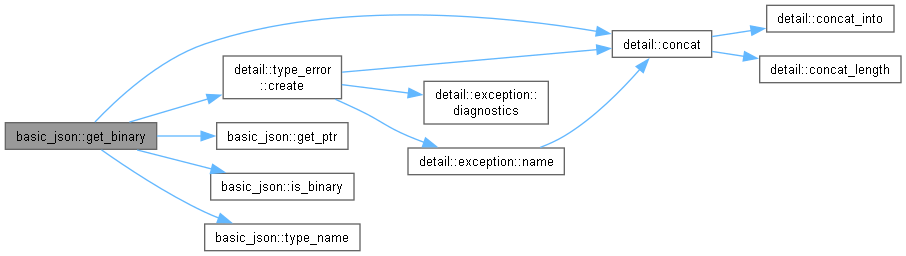 basic_json::get_binary
detail::type_error
::create
basic_json::get_ptr
basic_json::is_binary
basic_json::type_name
detail::exception::
diagnostics
detail::exception::name
detail::concat
detail::concat_into
detail::concat_length